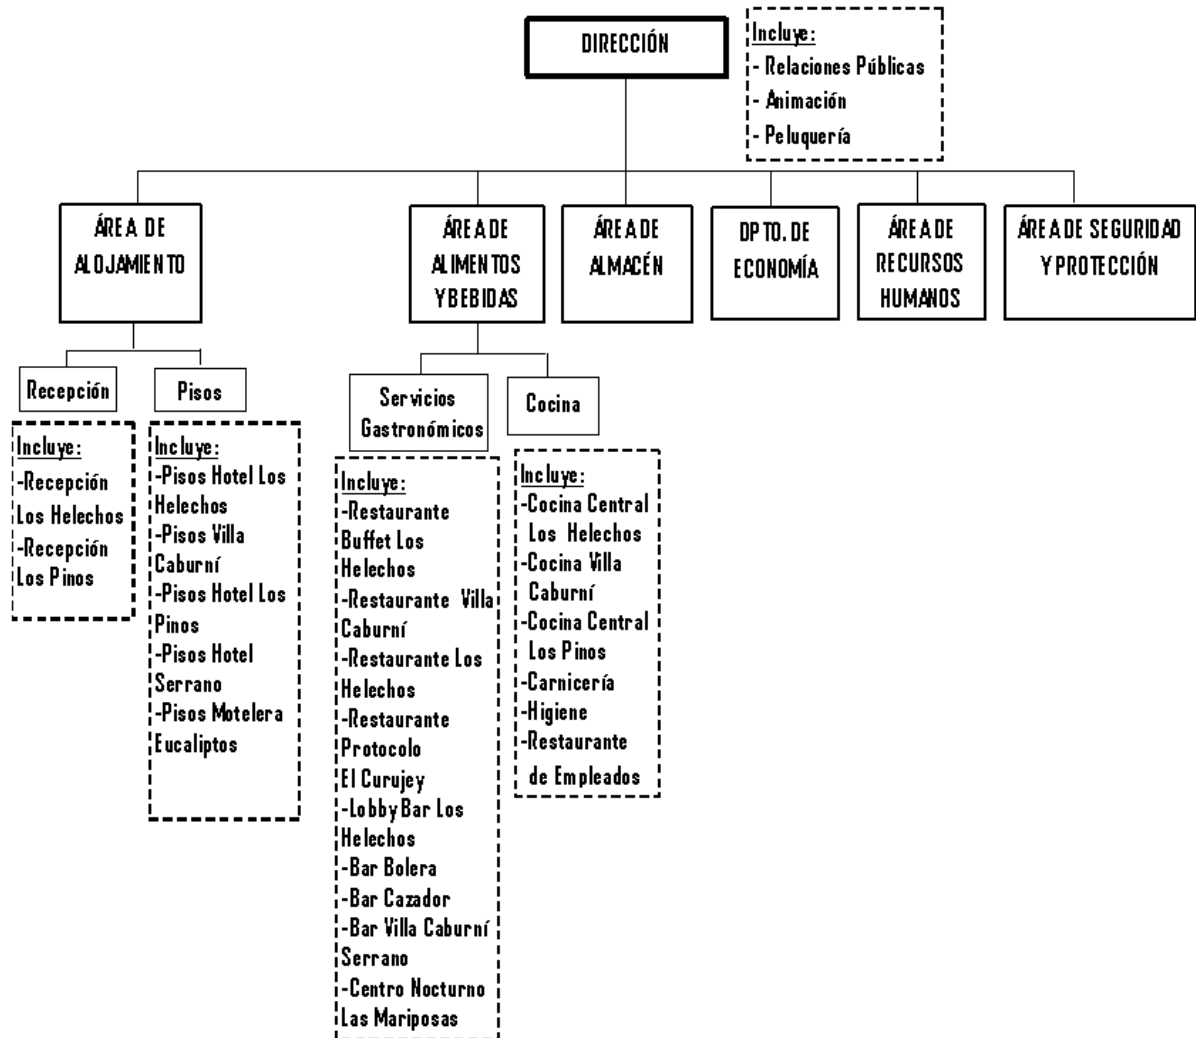 DIRECCIÓN
Incluye:
- Relaciones Públicas
- Animación
- Peluquería
ÁREA DE
ALOJAMIENTO
ÁREA DE
ALIMENTOS
Y BEBIDAS
ÁREA DE
ALMACÉN
DPTO. DE
ECONOMÍA
ÁREA DE
RECURSOS
HUMANOS
ÁREA DE SEGURIDAD
Y PROTECCIÓN
Recepción
Incluye:
-Recepción
Los Helechos
-Recepción
Los Pinos
Pisos
Incluye:
-Pisos Hotel Los
Helechos
-Pisos Villa
Caburní
-Pisos Hotel Los
Pinos
-Pisos Hotel
Serrano
-Pisos Motelera
Eucaliptos
Servicios
Gastronómicos
Incluye:
-Restaurante
Buffet Los
Helechos
-Restaurante Villa
Caburní
-Restaurante Los
Helechos
-Restaurante
Protocolo
El Curujey
-Lobby Bar Los
Helechos
-Bar Bolera
-Bar Cazador
-Bar Villa Caburní
Serrano
-Centro Nocturno
Las Mariposas
Cocina
Incluye:
-Cocina Central
Los Helechos
-Cocina Villa
Caburní
-Cocina Central
Los Pinos
-Carnicería
-Higiene
-Restaurante
de Empleados